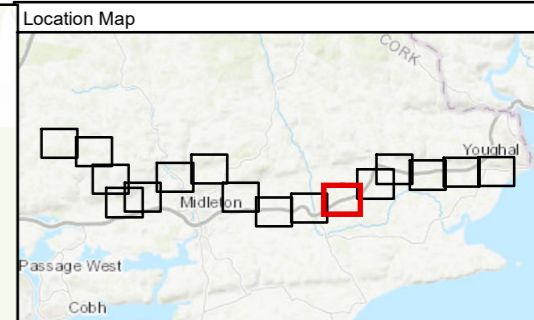 Location Map
CORK
Youghal
Midleton
Passage West
Cobh